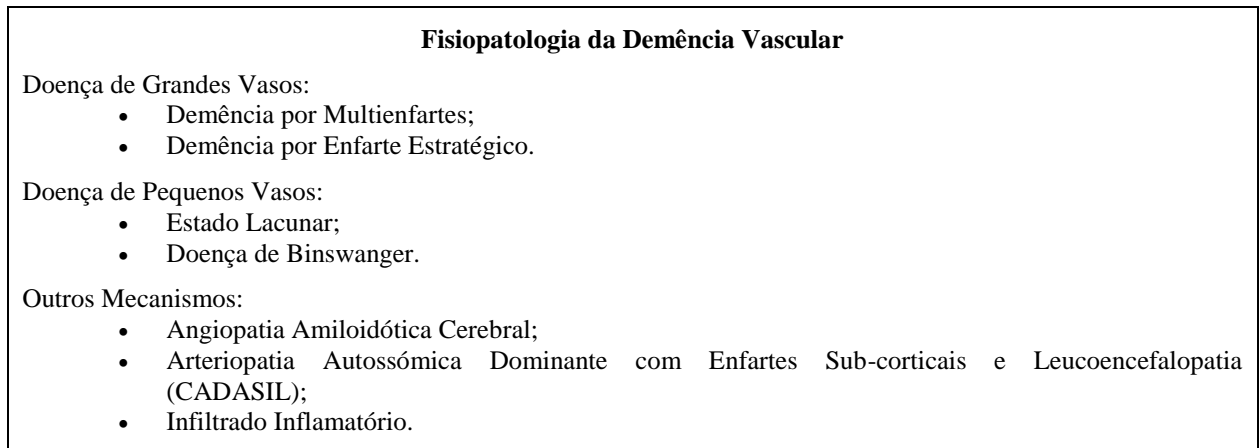 Fisiopatologia da Demência Vascular
Doença de Grandes Vasos:
• Demência por Multienfartes;
• Demência por Enfarte Estratégico.
Doença de Pequenos Vasos:
• Estado Lacunar;
• Doença de Binswanger.
Outros Mecanismos:
• Angiopatia Amiloidótica Cerebral;
• Arteriopatia Autossómica Dominante com Enfartes Sub-corticais e Leucoencefalopatia
(CADASIL);
• Infiltrado Inflamatório.